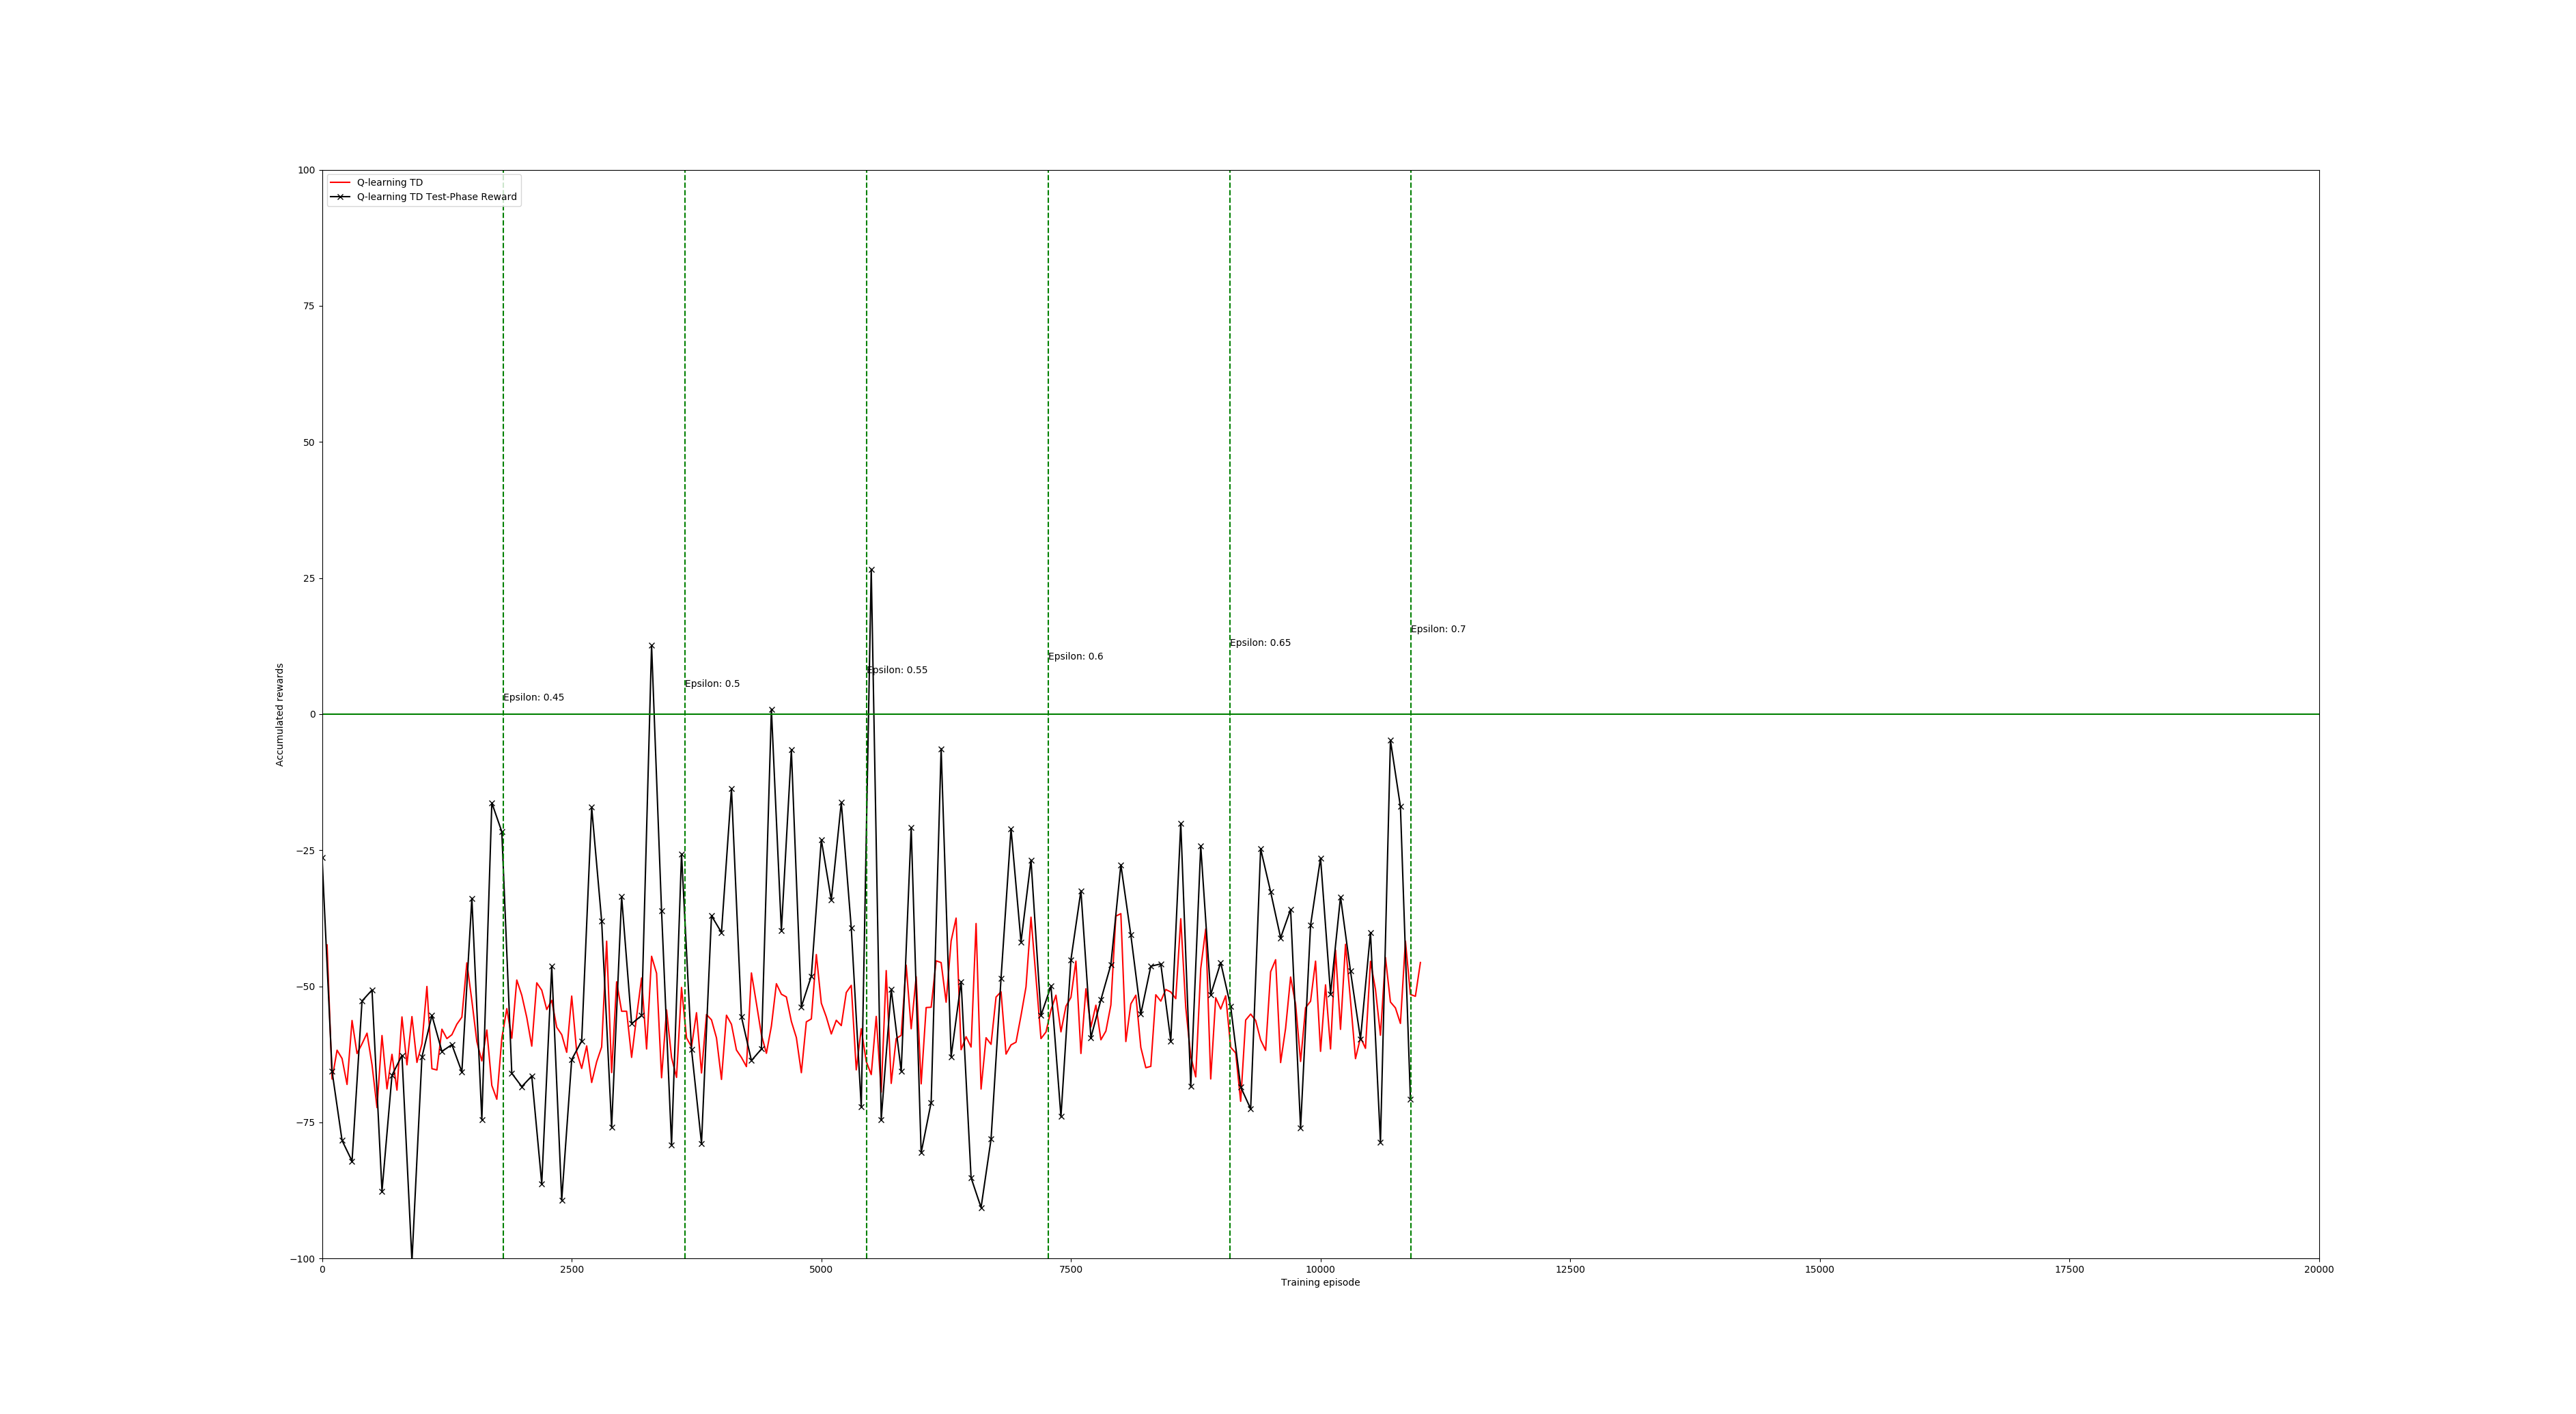 100
Q-learning TD
Q-learning TD Test-Phase Reward
75
50
25
Epsilon: 0.7
Epsilon: 0.65
Epsilon: 0.6
Epsilon: 0.55
Epsilon: 0.5
Epsilon: 0.45
0
Accumulated rewards
−25
−50
−75
−100
0 2500 5000 7500 10000 12500 15000 17500 20000
Training episode